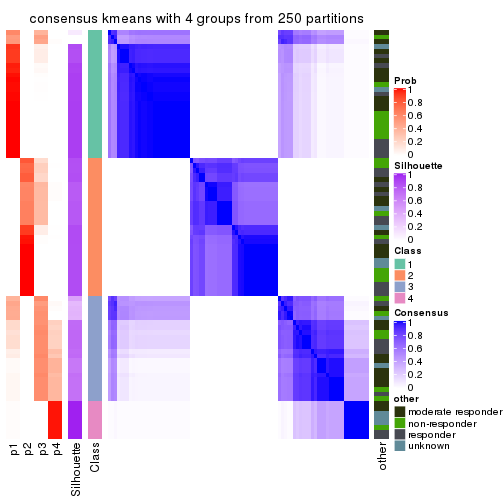 consensus kmeans with 4 groups from 250 partitions
p1
p2
p3
p4
Silhouette
Class
other
Prob
1
0.8
0.6
0.4
0.2
0
Silhouette
1
0.8
0.6
0.4
0.2
0
Class
1
2
3
4
Consensus
1
0.8
0.6
0.4
0.2
0
other
moderate responder
non-responder
responder
unknown